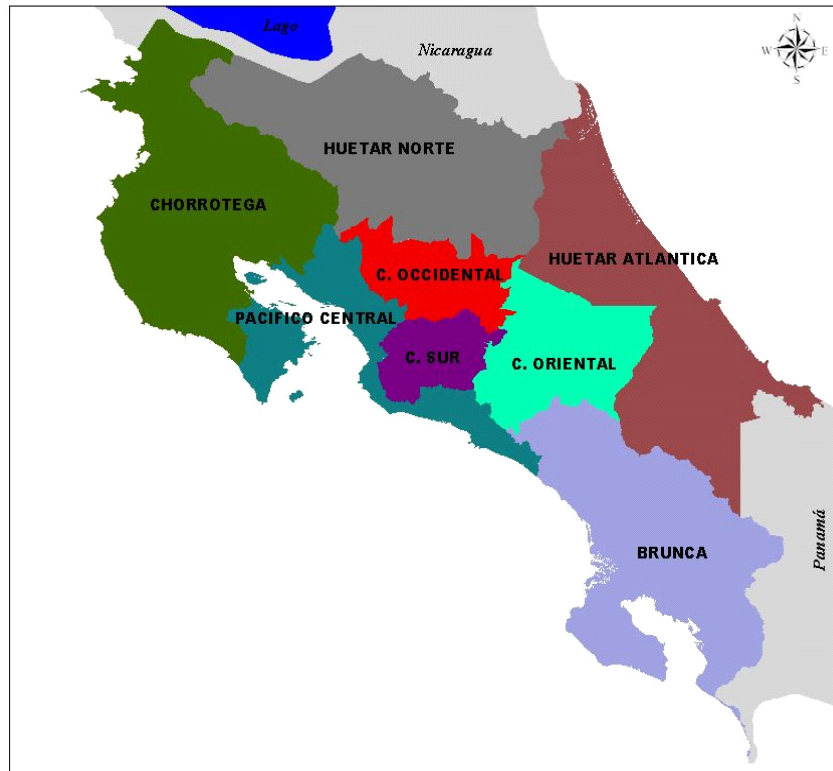 Lago
Nicaragua
N
W E
S
HUETAR NORTE
CHORROTEGA
HUETAR ATLANTICA
C. OCCIDENTAL
PACIFICO CENTRAL
C. SUR
C. ORIENTAL
BRUNCA
Panamá